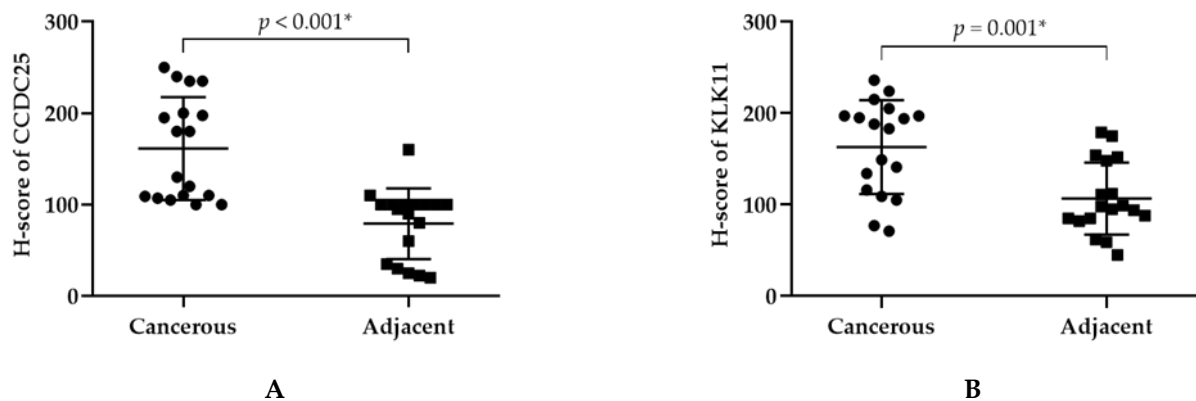 p < 0.001*
300
200
100
0
H-score of CCDC25
Cancerous Adjacent
A
p = 0.001*
300
200
100
0
H-score of KLK11
Cancerous Adjacent
B